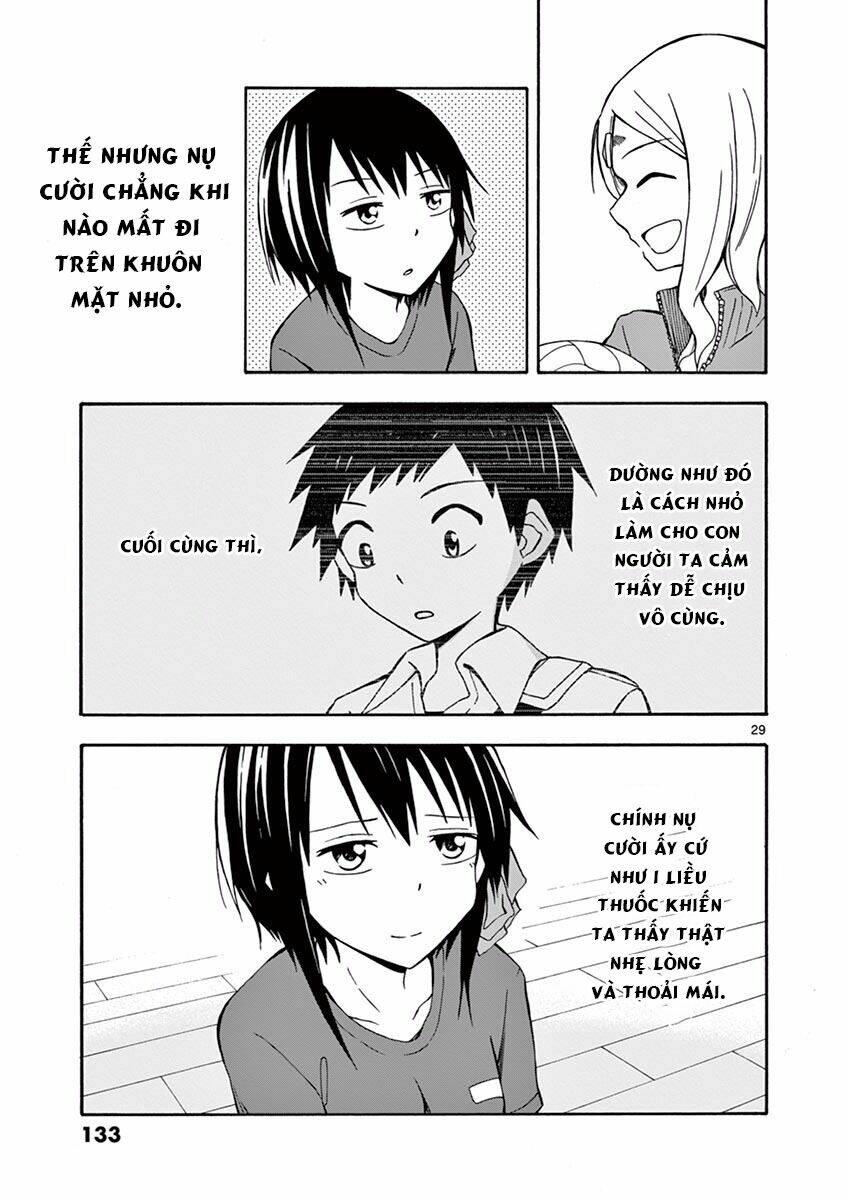 THẾ NHƯNG NỤ
CƯỜI CHẲNG KHI
NÀO MẤT ĐI
TRÊN KHUÔN
MẶT NHỎ.
DƯỜNG NHƯ ĐÓ
LÀ CÁCH NHỎ
LÀM CHO CON
NGƯỜI TA CẢM
THẤY DỄ CHỊU
VÔ CÙNG.
CUỐI CÙNG THÌ,
29
CHÍNH NỤ
CƯỜI ẤY CỨ
NHƯ 1 LIỀU
THUỐC KHIẾN
TA THẤY THẬT
NHẸ LÒNG
VÀ THOẢI MÁI.
133